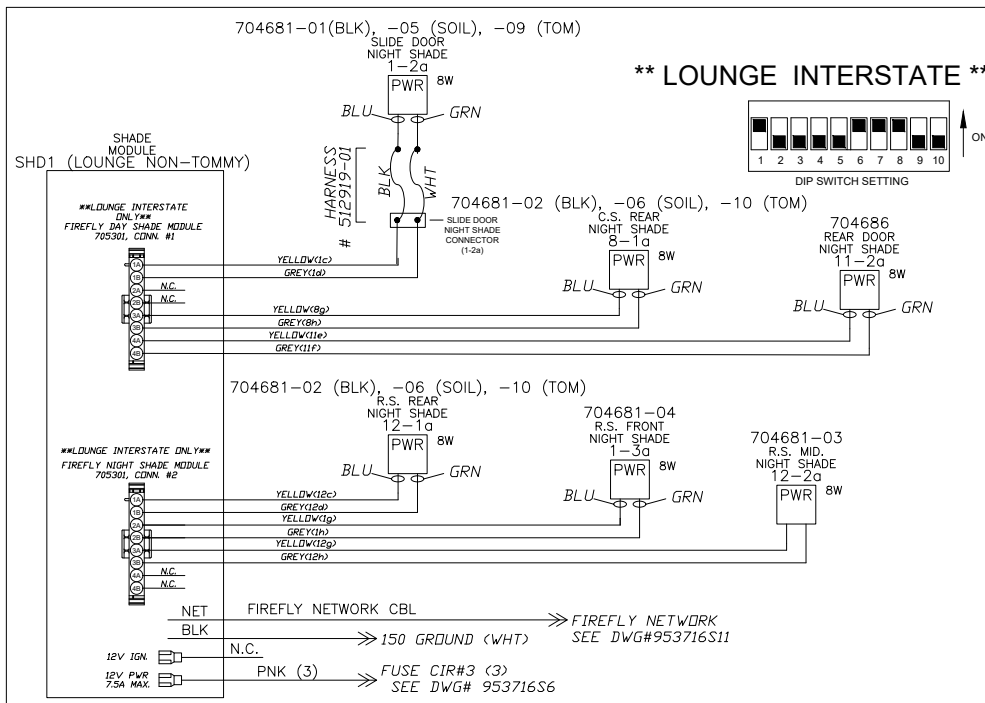 704681-01(BLK), -05 (SOIL), -09 (TOM)
SLIDE DOOR
NIGHT SHADE
1-2a
PWR 8W
BLU GRN
** LOUNGE INTERSTATE **
ON
1 2 3 4 5 6 7 8 9 10
DIP SWITCH SETTING
SHADE
MODULE
SHD1 (LOUNGE NON-TOMMY)
HARNESS
# 512919-01
BLK WHT
SLIDE DOOR
NIGHT SHADE
CONNECTOR
(1-2a)
704681-02 (BLK), -06 (SOIL), -10 (TOM)
C.S. REAR
NIGHT SHADE
8-1a
PWR 8W
BLU GRN
704686
REAR DOOR
NIGHT SHADE
11-2a
PWR 8W
BLU GRN
**LOUNGE INTERSTATE
ONLY**
FIREFLY DAY SHADE MODULE
705301, CONN. #1
1A YELLOW(1c)
1B GREY(1d)
2A N.C.
2B N.C.
3A YELLOW(8g)
3B GREY(8h)
4A YELLOW(11e)
4B GREY(11f)
704681-02 (BLK), -06 (SOIL), -10 (TOM)
R.S. REAR
NIGHT SHADE
12-1a
PWR 8W
BLU GRN
704681-04
R.S. FRONT
NIGHT SHADE
1-3a
PWR 8W
BLU GRN
704681-03
R.S. MID.
NIGHT SHADE
12-2a
PWR 8W
**LOUNGE INTERSTATE ONLY**
FIREFLY NIGHT SHADE MODULE
705301, CONN. #2
1A YELLOW(12c)
1B GREY(12d)
2A YELLOW(1g)
2B GREY(1h)
3A YELLOW(12g)
3B GREY(12h)
4A N.C.
4B N.C.
NET FIREFLY NETWORK CBL
FIREFLY NETWORK
SEE DWG#953716S11
BLK 150 GROUND (WHT)
12V IGN. N.C.
12V PWR
7.5A MAX.
PNK (3) FUSE CIR#3 (3)
SEE DWG# 953716S6